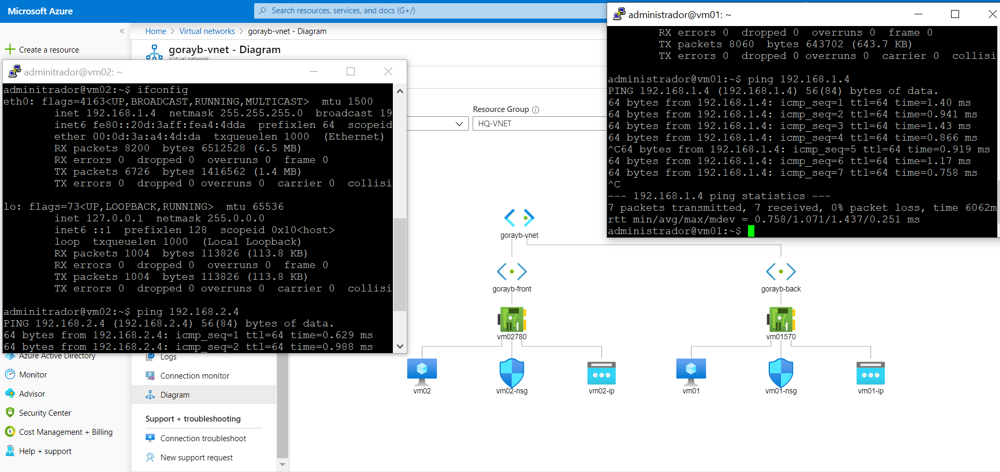 Microsoft Azure
Search resources, services, and docs (G+/)
«
Home > Virtual networks > gorayb-vnet - Diagram
Create a resource
gorayb-vnet - Diagram
adminitrador@vm02: ~
adminitrador@vm02:~$ ifconfig
eth0: flags=4163<UP,BROADCAST,RUNNING,MULTICAST>  mtu 1500
        inet 192.168.1.4  netmask 255.255.255.0  broadcast 19
        inet6 fe80::20d:3aff:fea4:4dda  prefixlen 64  scopeid
        ether 00:0d:3a:a4:4d:da  txqueuelen 1000  (Ethernet)
        RX packets 8200  bytes 6512528 (6.5 MB)
        RX errors 0  dropped 0  overruns 0  frame 0
        TX packets 6726  bytes 1416562 (1.4 MB)
        TX errors 0  dropped 0 overruns 0  carrier 0  collisi
lo: flags=73<UP,LOOPBACK,RUNNING>  mtu 65536
        inet 127.0.0.1  netmask 255.0.0.0
        inet6 ::1  prefixlen 128  scopeid 0x10<host>
        loop  txqueuelen 1000  (Local Loopback)
        RX packets 1004  bytes 113826 (113.8 KB)
        RX errors 0  dropped 0  overruns 0  frame 0
        TX packets 1004  bytes 113826 (113.8 KB)
        TX errors 0  dropped 0 overruns 0  carrier 0  collisi
adminitrador@vm02:~$ ping 192.168.2.4
PING 192.168.2.4 (192.168.2.4) 56(84) bytes of data.
64 bytes from 192.168.2.4: icmp_seq=1 ttl=64 time=0.629 ms
64 bytes from 192.168.2.4: icmp_seq=2 ttl=64 time=0.988 ms
administrador@vm01: ~
        RX errors 0  dropped 0  overruns 0  frame 0
        TX packets 8060  bytes 643702 (643.7 KB)
        TX errors 0  dropped 0 overruns 0  carrier 0  collisi
administrador@vm01:~$ ping 192.168.1.4
PING 192.168.1.4 (192.168.1.4) 56(84) bytes of data.
64 bytes from 192.168.1.4: icmp_seq=1 ttl=64 time=1.40 ms
64 bytes from 192.168.1.4: icmp_seq=2 ttl=64 time=0.941 ms
64 bytes from 192.168.1.4: icmp_seq=3 ttl=64 time=1.43 ms
64 bytes from 192.168.1.4: icmp_seq=4 ttl=64 time=0.866 ms
^C64 bytes from 192.168.1.4: icmp_seq=5 ttl=64 time=0.919 ms
64 bytes from 192.168.1.4: icmp_seq=6 ttl=64 time=1.17 ms
64 bytes from 192.168.1.4: icmp_seq=7 ttl=64 time=0.758 ms
^C
--- 192.168.1.4 ping statistics ---
7 packets transmitted, 7 received, 0% packet loss, time 6062m
rtt min/avg/max/mdev = 0.758/1.071/1.437/0.251 ms
administrador@vm01:~$
Resource Group
HQ-VNET
gorayb-vnet
gorayb-front
gorayb-back
vm02780
vm01570
vm02
vm02-nsg
vm02-ip
vm01
vm01-nsg
vm01-ip
Azure Active Directory
Monitor
Advisor
Security Center
Cost Management + Billing
Help + support
Logs
Connection monitor
Diagram
Support + troubleshooting
Connection troubleshoot
New support request